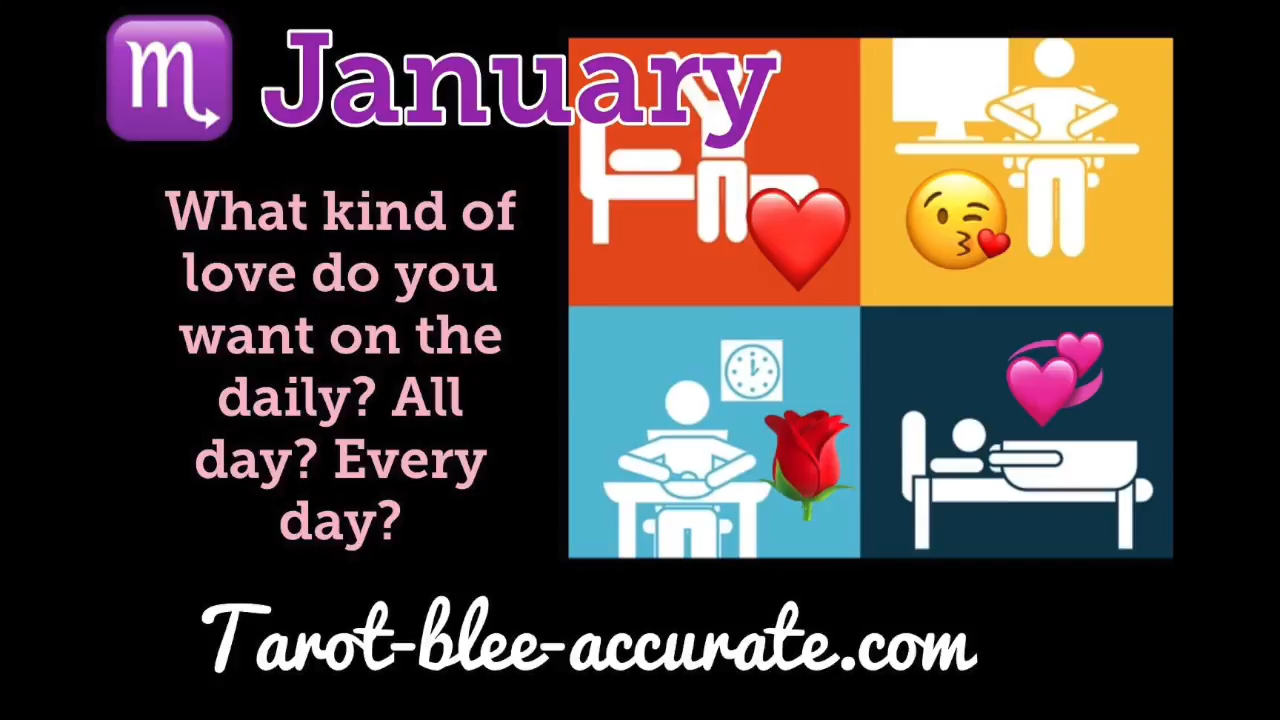 ♏ January
What kind of
love do you
want on the
daily? All
day? Every
day?
Tarot-blee-accurate.com